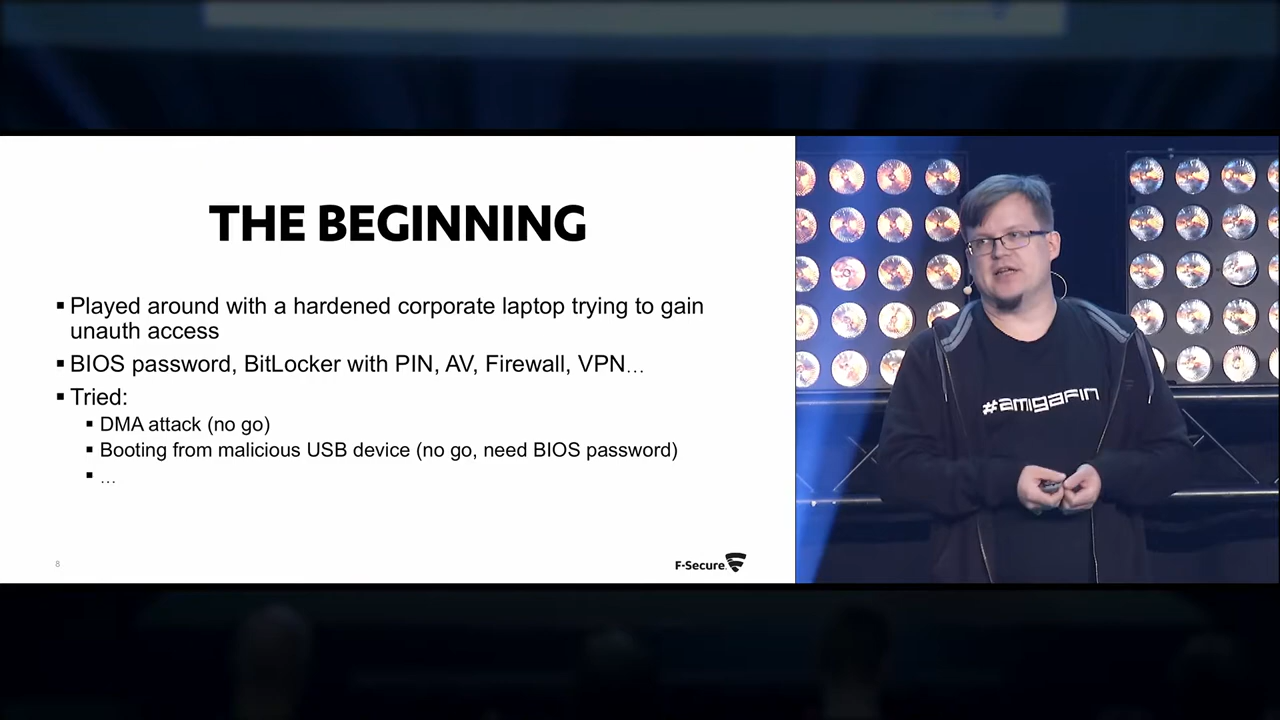 THE BEGINNING
▪ Played around with a hardened corporate laptop trying to gain
unauth access
▪ BIOS password, BitLocker with PIN, AV, Firewall, VPN…
▪ Tried:
▪ DMA attack (no go)
▪ Booting from malicious USB device (no go, need BIOS password)
▪ …
8
F-Secure
#amigafin